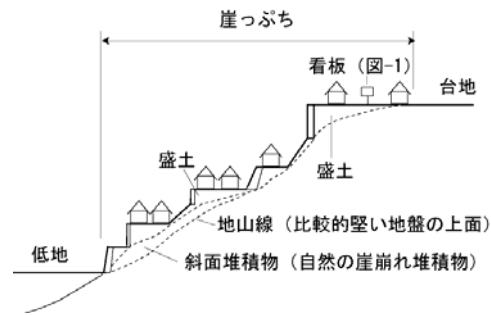 崖っぷち
看板（図-1）
台地
盛土
盛土
地山線（比較的堅い地盤の上面）
低地
斜面堆積物（自然の崖崩れ堆積物）